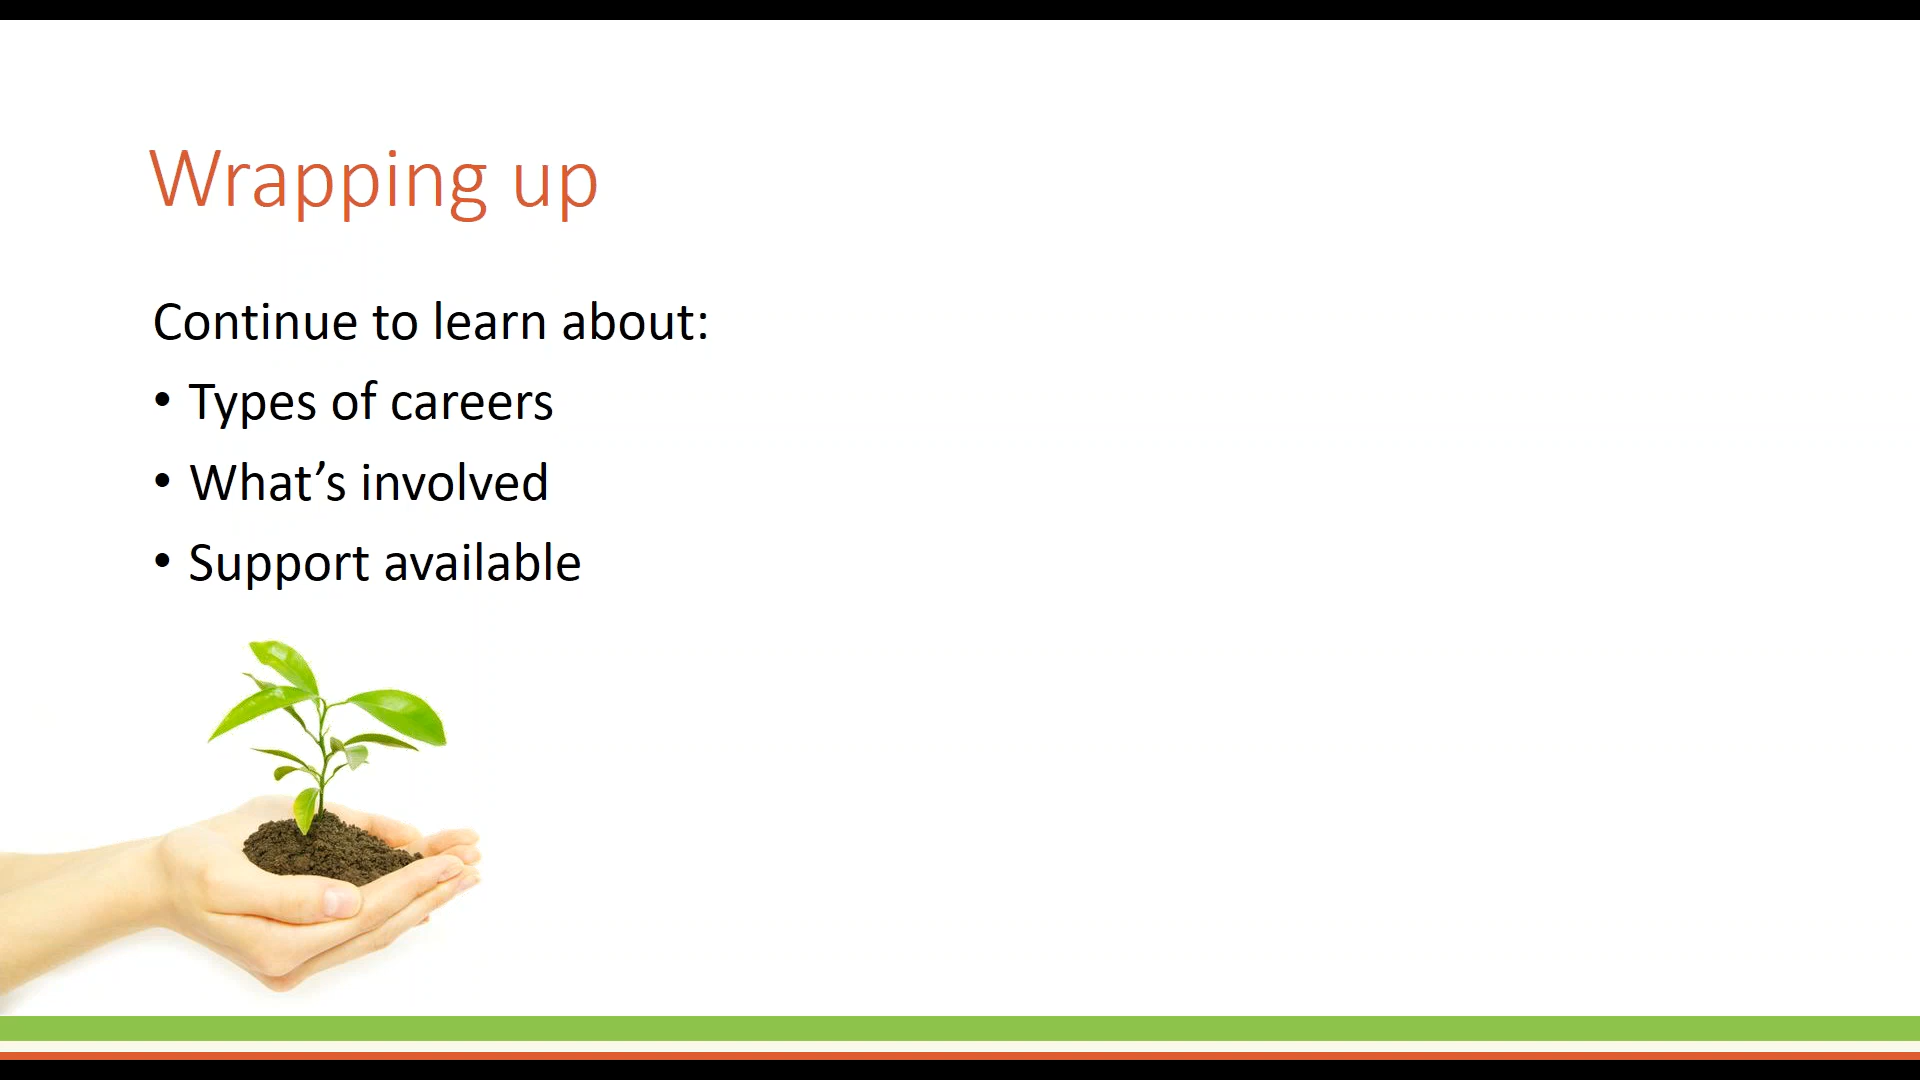 Wrapping up
Continue to learn about:
• Types of careers
• What’s involved
• Support available